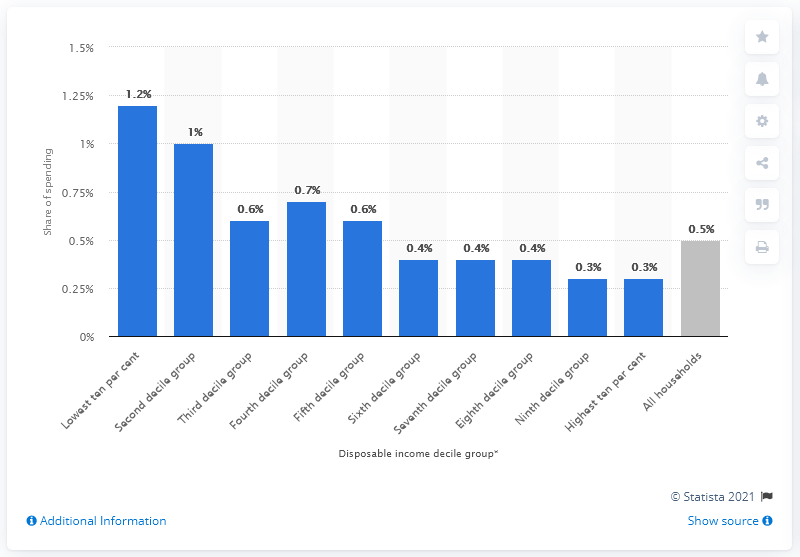 1.5%
1.25%
1%
0.75%
0.5%
0.25%
0%
Share of spending
1.2%
1%
0.6%
0.7%
0.6%
0.4%
0.4%
0.4%
0.3%
0.3%
0.5%
Lowest ten per cent
Second decile group
Third decile group
Fourth decile group
Fifth decile group
Sixth decile group
Seventh decile group
Eighth decile group
Ninth decile group
Highest ten per cent
All households
Disposable income decile group*
© Statista 2021
Additional Information
Show source